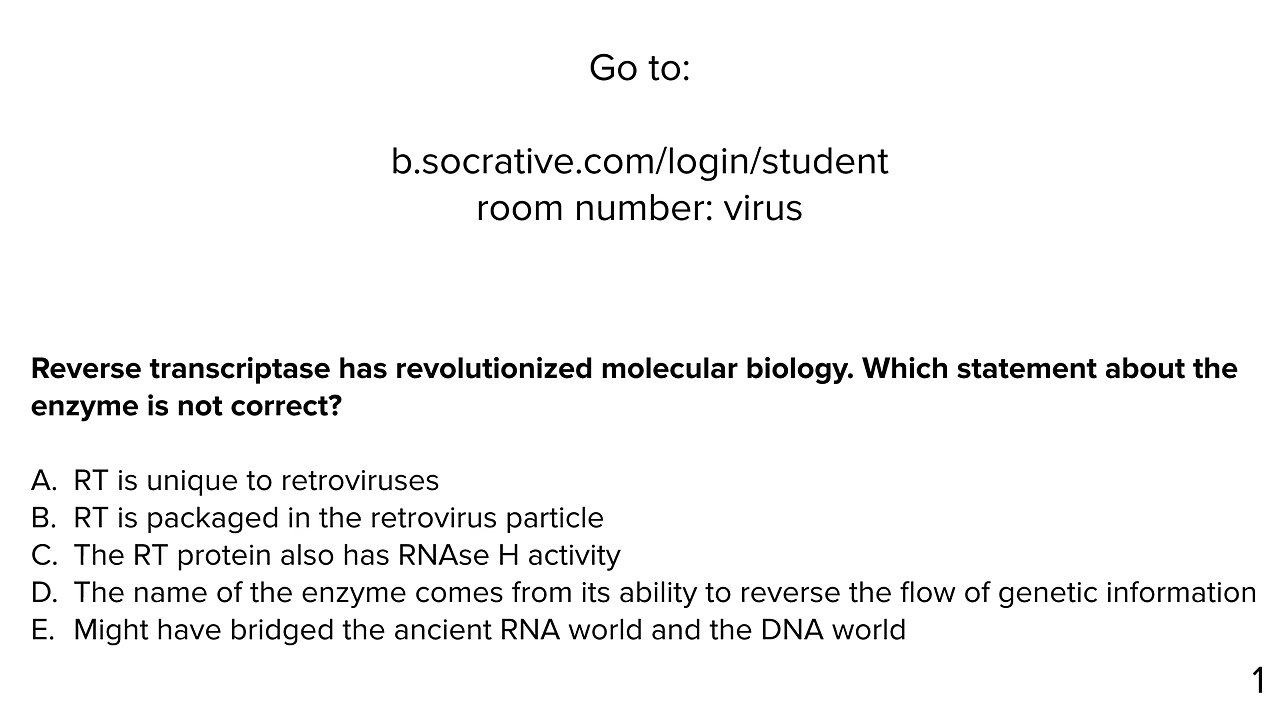 Go to:
b.socrative.com/login/student
room number: virus
Reverse transcriptase has revolutionized molecular biology. Which statement about the
enzyme is not correct?
A. RT is unique to retroviruses
B. RT is packaged in the retrovirus particle
C. The RT protein also has RNAse H activity
D. The name of the enzyme comes from its ability to reverse the flow of genetic information
E. Might have bridged the ancient RNA world and the DNA world
1